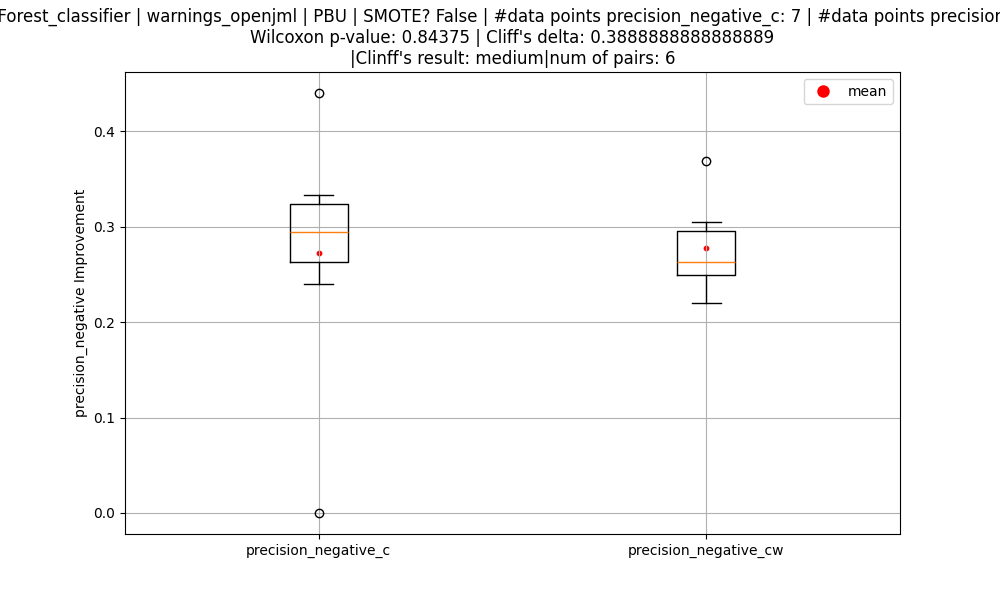 Forest_classifier | warnings_openjml | PBU | SMOTE? False | #data points precision_negative_c: 7 | #data points precision
Wilcoxon p-value: 0.84375 | Cliff's delta: 0.3888888888888889
|Clinff's result: medium|num of pairs: 6
mean
0.4
0.3
0.2
0.1
0.0
precision_negative Improvement
precision_negative_c
precision_negative_cw